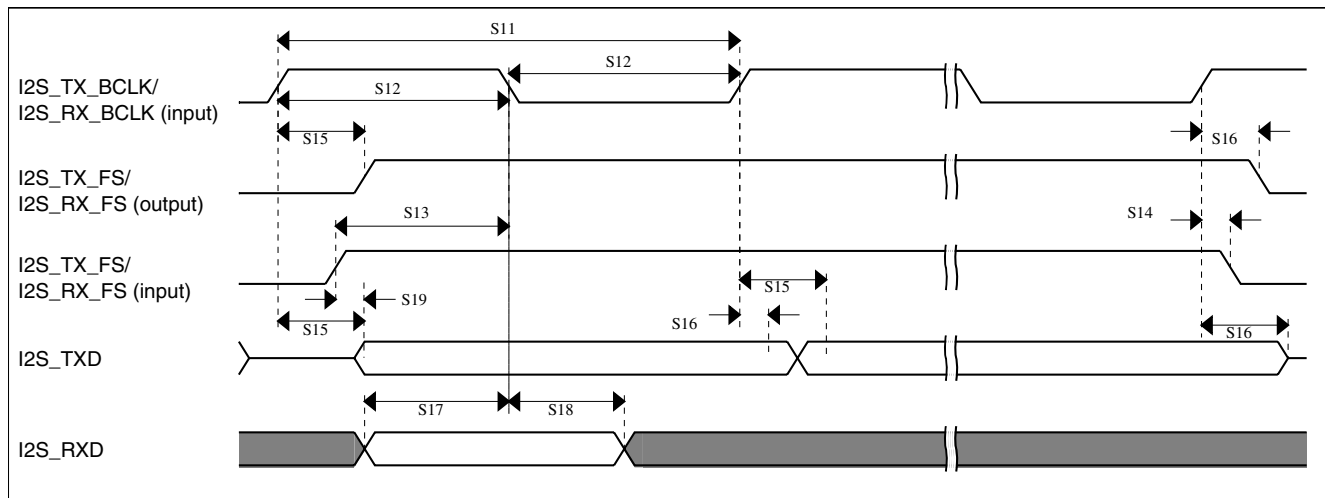 S11
I2S_TX_BCLK/
I2S_RX_BCLK (input)
S12
S12
S15
S16
I2S_TX_FS/
I2S_RX_FS (output)
S13
S14
I2S_TX_FS/
I2S_RX_FS (input)
S15
S19
S15
S16
S16
I2S_TXD
S17
S18
I2S_RXD